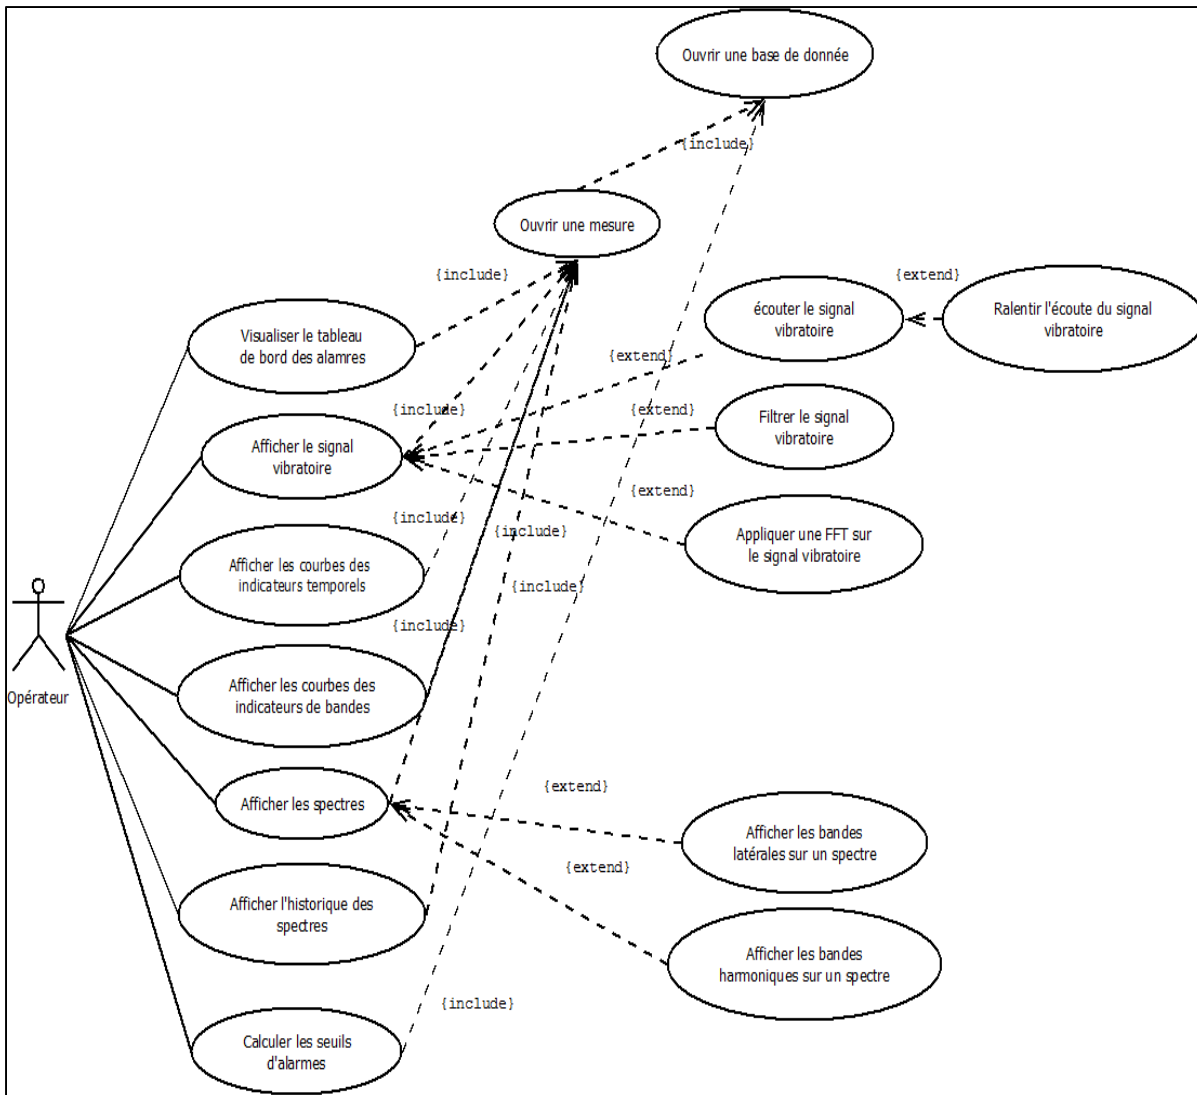 Ouvrir une base de donnée
{include}
Ouvrir une mesure
{include}
{extend}
écouter le signal
vibratoire
Ralentir l'écoute du signal
vibratoire
Visualiser le tableau
de bord des alamres
{extend}
{include}
{extend}
Filtrer le signal
vibratoire
Afficher le signal
vibratoire
{extend}
{include}
{include}
Appliquer une FFT sur
le signal vibratoire
Afficher les courbes des
indicateurs temporels
{include}
{include}
Opérateur
Afficher les courbes des
indicateurs de bandes
{extend}
Afficher les spectres
Afficher les bandes
latérales sur un spectre
{extend}
Afficher l'historique des
spectres
Afficher les bandes
harmoniques sur un spectre
{include}
Calculer les seuils
d'alarmes